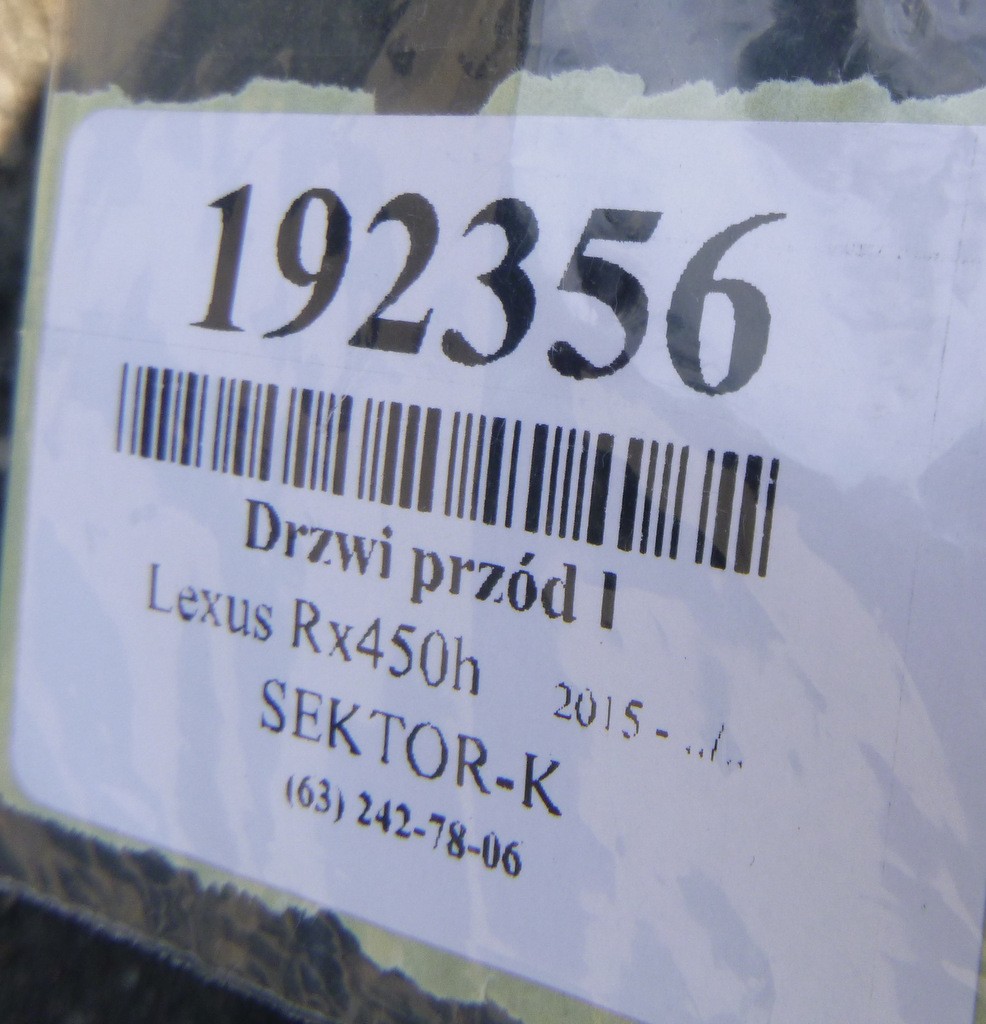 192356
Drzwi przód l
Lexus Rx450h 2015 - ../..
SEKTOR-K
(63) 242-78-06